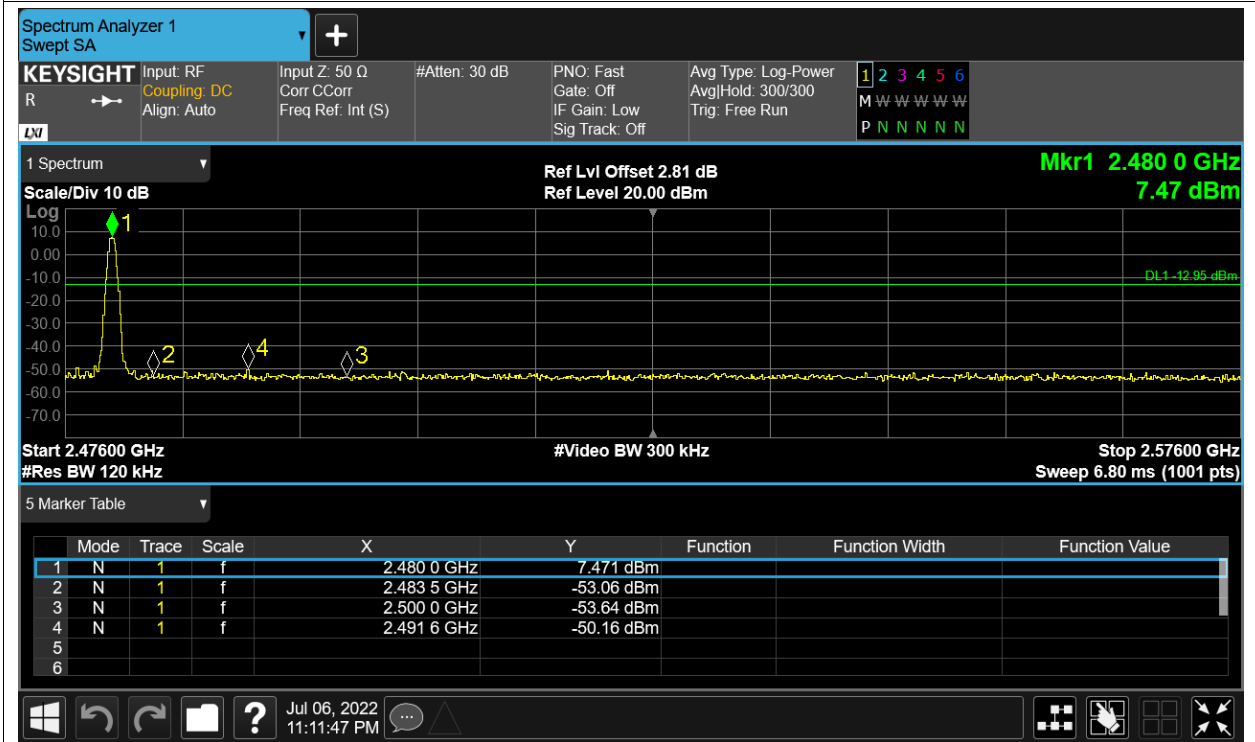 Spectrum Analyzer 1
Swept SA
+
KEYSIGHT Input: RF Input Z: 50 Ω #Atten: 30 dB PNO: Fast Avg Type: Log-Power 1 2 3 4 5 6
R Coupling: DC Corr CCorr Gate: Off Avg|Hold: 300/300 M W W W W W
Align: Auto Freq Ref: Int (S) IF Gain: Low Trig: Free Run
LXI Sig Track: Off P N N N N N
1 Spectrum Ref Lvl Offset 2.81 dB Mkr1 2.480 0 GHz
Scale/Div 10 dB Ref Level 20.00 dBm 7.47 dBm
Log
1
10.0
0.00
-10.0 DL1 -12.95 dBm
-20.0
-30.0
-40.0
2 4 3
-50.0
-60.0
-70.0
Start 2.47600 GHz #Video BW 300 kHz Stop 2.57600 GHz
#Res BW 120 kHz Sweep 6.80 ms (1001 pts)
5 Marker Table
Mode Trace Scale X Y Function Function Width Function Value
1 N 1 f 2.480 0 GHz 7.471 dBm
2 N 1 f 2.483 5 GHz -53.06 dBm
3 N 1 f 2.500 0 GHz -53.64 dBm
4 N 1 f 2.491 6 GHz -50.16 dBm
5
6
? Jul 06, 2022
11:11:47 PM